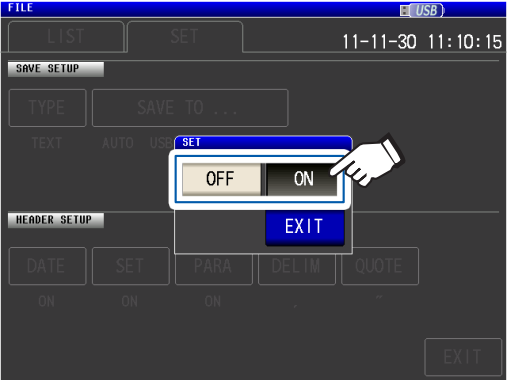 FILE
USB
LIST SET
11-11-30 11:10:15
SAVE SETUP
TYPE SAVE TO ...
TEXT AUTO USB
SET
OFF ON
EXIT
HEADER SETUP
DATE SET PARA DELIM QUOTE
ON ON ON . ~
EXIT